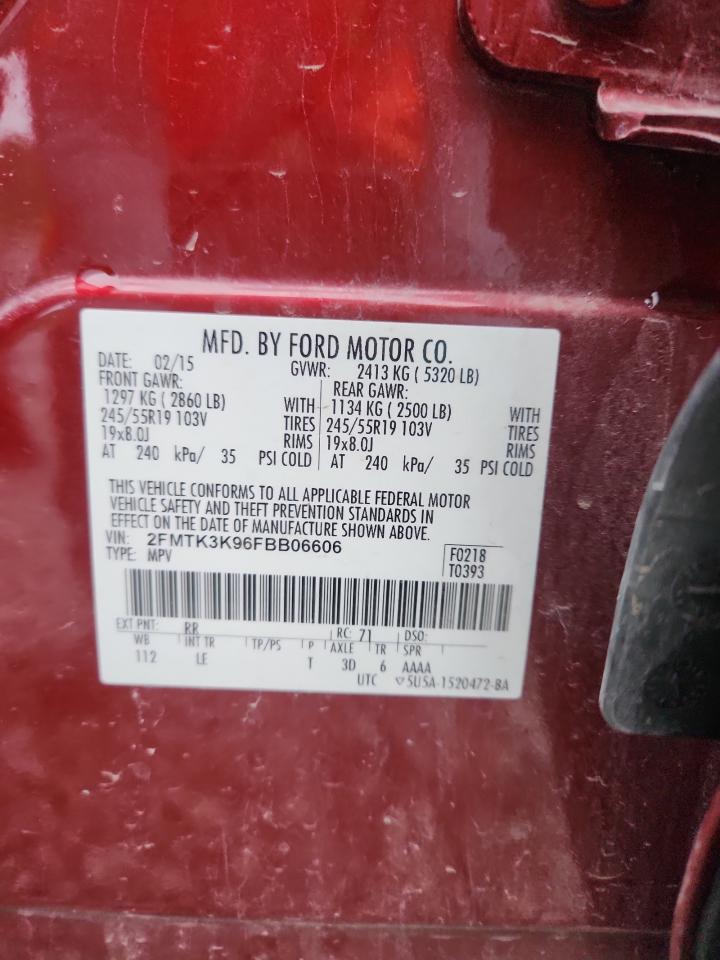 MFD. BY FORD MOTOR CO.
DATE: 02/15 GVWR: 2413 KG ( 5320 LB)
FRONT GAWR: REAR GAWR:
1297 KG ( 2860 LB) WITH 1134 KG ( 2500 LB) WITH
245/55R19 103V TIRES 245/55R19 103V TIRES
19x8.0J RIMS 19x8.0J RIMS
AT 240 kPa/ 35 PSI COLD AT 240 kPa/ 35 PSI COLD
THIS VEHICLE CONFORMS TO ALL APPLICABLE FEDERAL MOTOR
VEHICLE SAFETY AND THEFT PREVENTION STANDARDS IN
EFFECT ON THE DATE OF MANUFACTURE SHOWN ABOVE.
VIN: 2FMTK3K96FBB06606 F0218
TYPE: MPV T0393
EXT PNT: RR RC: 71 DSO:
WB INT TR TP/PS P AXLE TR SPR
112 LE T 3D 6 AAAA
UTC ▽5U5A-1520472-BA